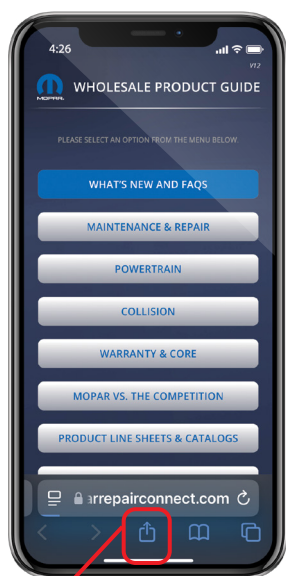 4:26
V12
MOPAR.
WHOLESALE PRODUCT GUIDE
PLEASE SELECT AN OPTION FROM THE MENU BELOW.
WHAT'S NEW AND FAQS
MAINTENANCE & REPAIR
POWERTRAIN
COLLISION
WARRANTY & CORE
MOPAR VS. THE COMPETITION
PRODUCT LINE SHEETS & CATALOGS
arrepairconnect.com